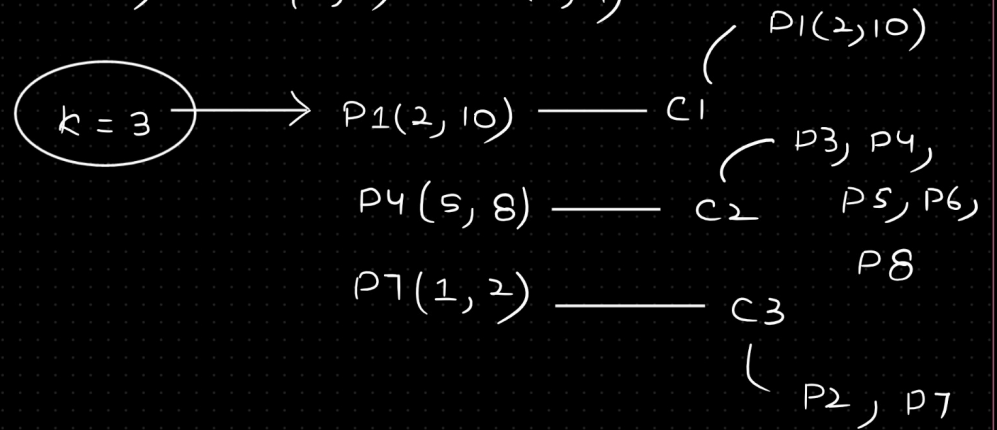 P1(2,10)
k = 3
P1(2, 10)
C1
P3, P4,
P4(5, 8)
C2
P5, P6,
P8
P7(1, 2)
C3
P2, P7